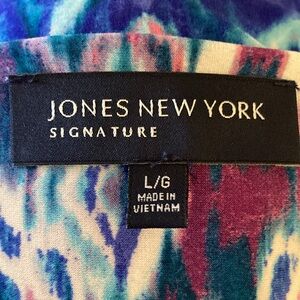 JONES NEW YORK
SIGNATURE
L/G
MADE IN
VIETNAM